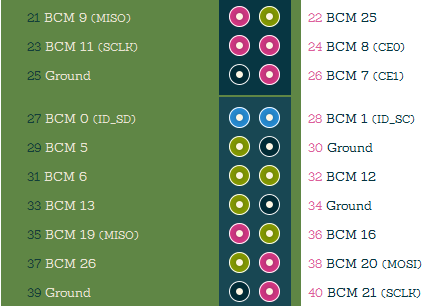 21 BCM 9 (MISO) 22 BCM 25
23 BCM 11 (SCLK) 24 BCM 8 (CE0)
25 Ground 26 BCM 7 (CE1)
27 BCM 0 (ID_SD) 28 BCM 1 (ID_SC)
29 BCM 5 30 Ground
31 BCM 6 32 BCM 12
33 BCM 13 34 Ground
35 BCM 19 (MISO) 36 BCM 16
37 BCM 26 38 BCM 20 (MOSI)
39 Ground 40 BCM 21 (SCLK)